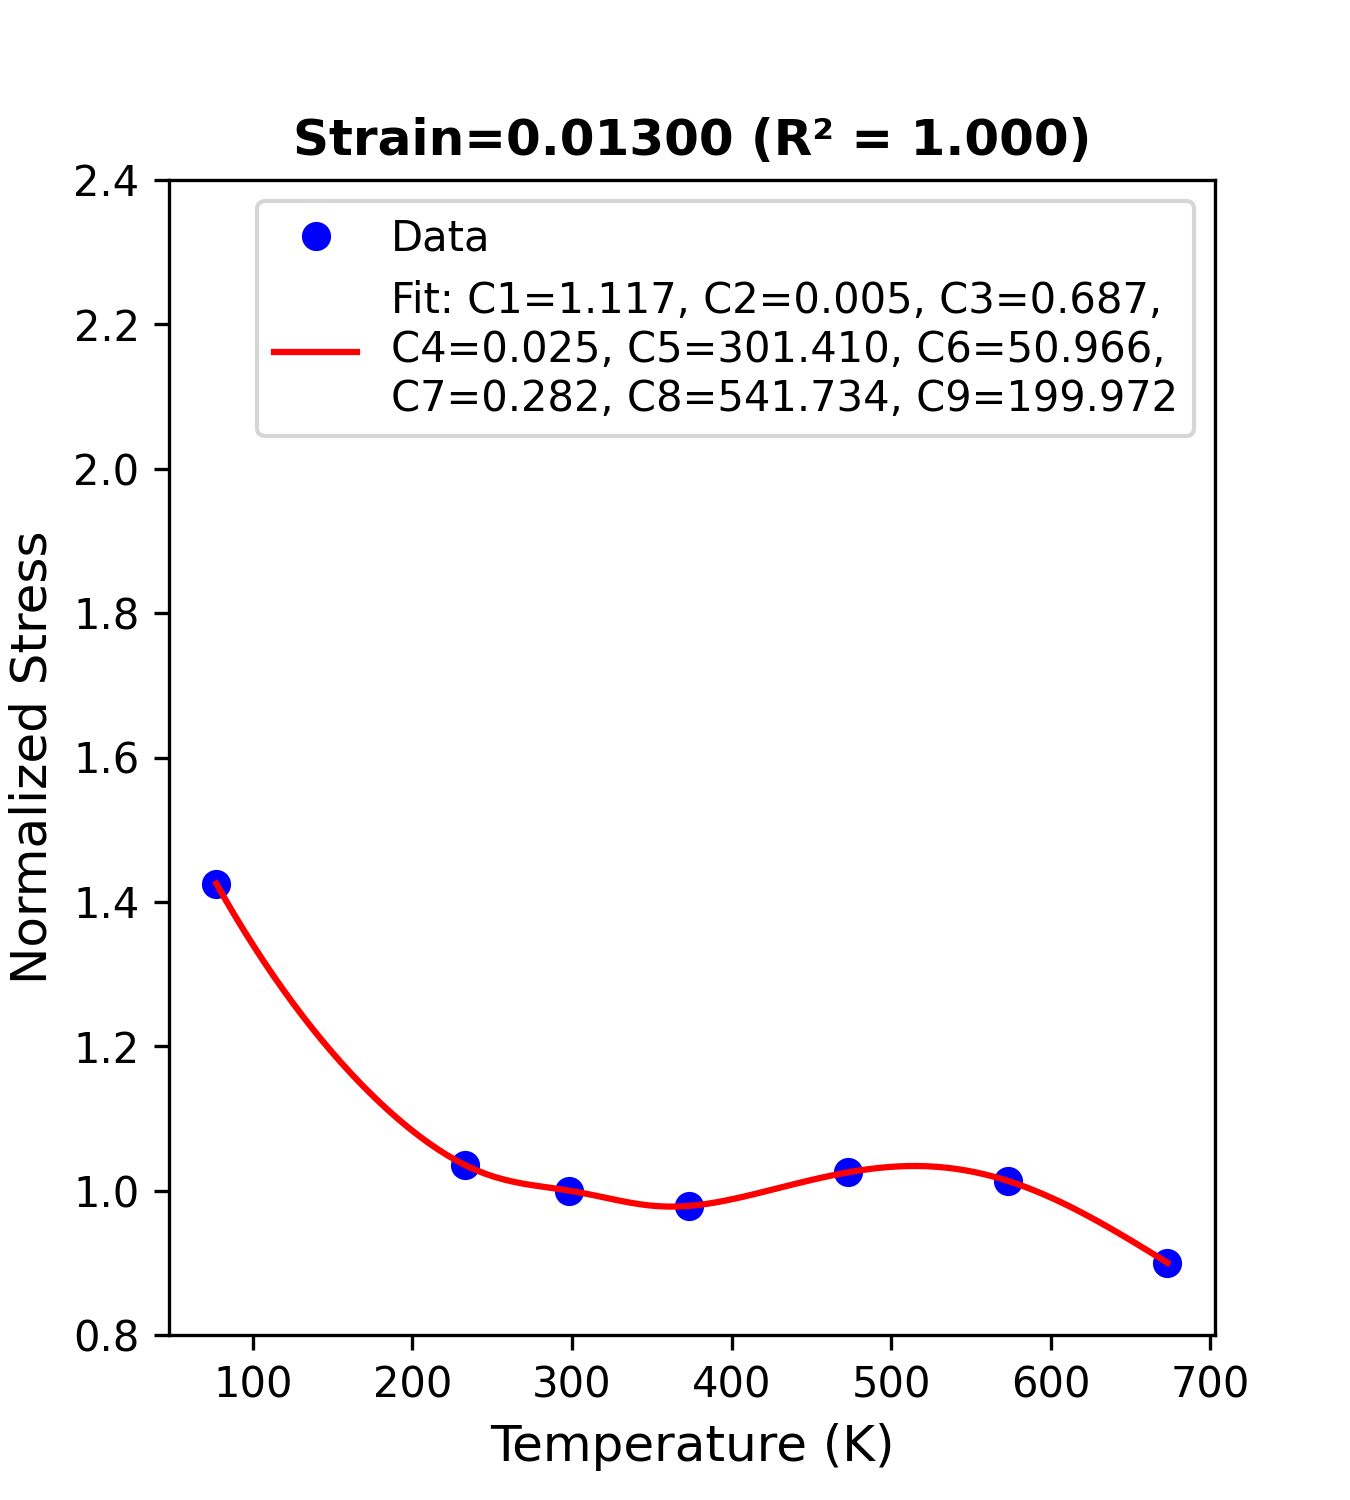 Strain=0.01300 (R² = 1.000)
2.4
2.2
2.0
1.8
1.6
1.4
1.2
1.0
0.8
Normalized Stress
Data
Fit: C1=1.117, C2=0.005, C3=0.687,
C4=0.025, C5=301.410, C6=50.966,
C7=0.282, C8=541.734, C9=199.972
100 200 300 400 500 600 700
Temperature (K)